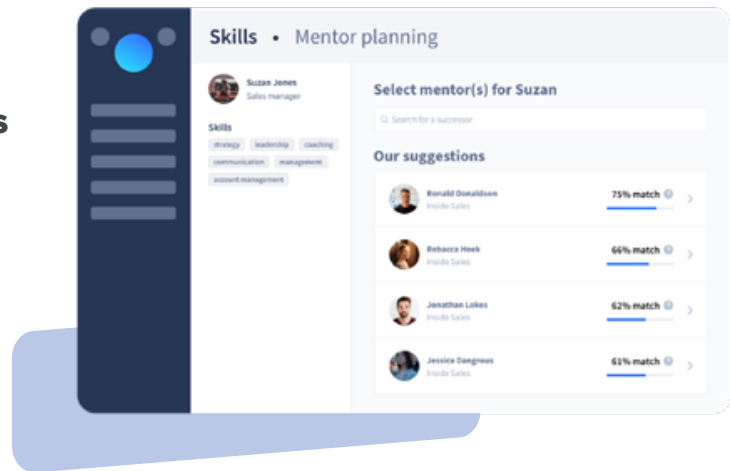 s
Skills • Mentor planning
Suzan Jones
Sales manager
Skills
strategy leadership coaching
communication management
account management
Select mentor(s) for Suzan
Search for a successor
Our suggestions
Ronald Donaldson
Inside Sales
75% match
Rebacca Hoek
Inside Sales
66% match
Jonathan Lokes
Inside Sales
62% match
Jessica Dangrous
Inside Sales
61% match